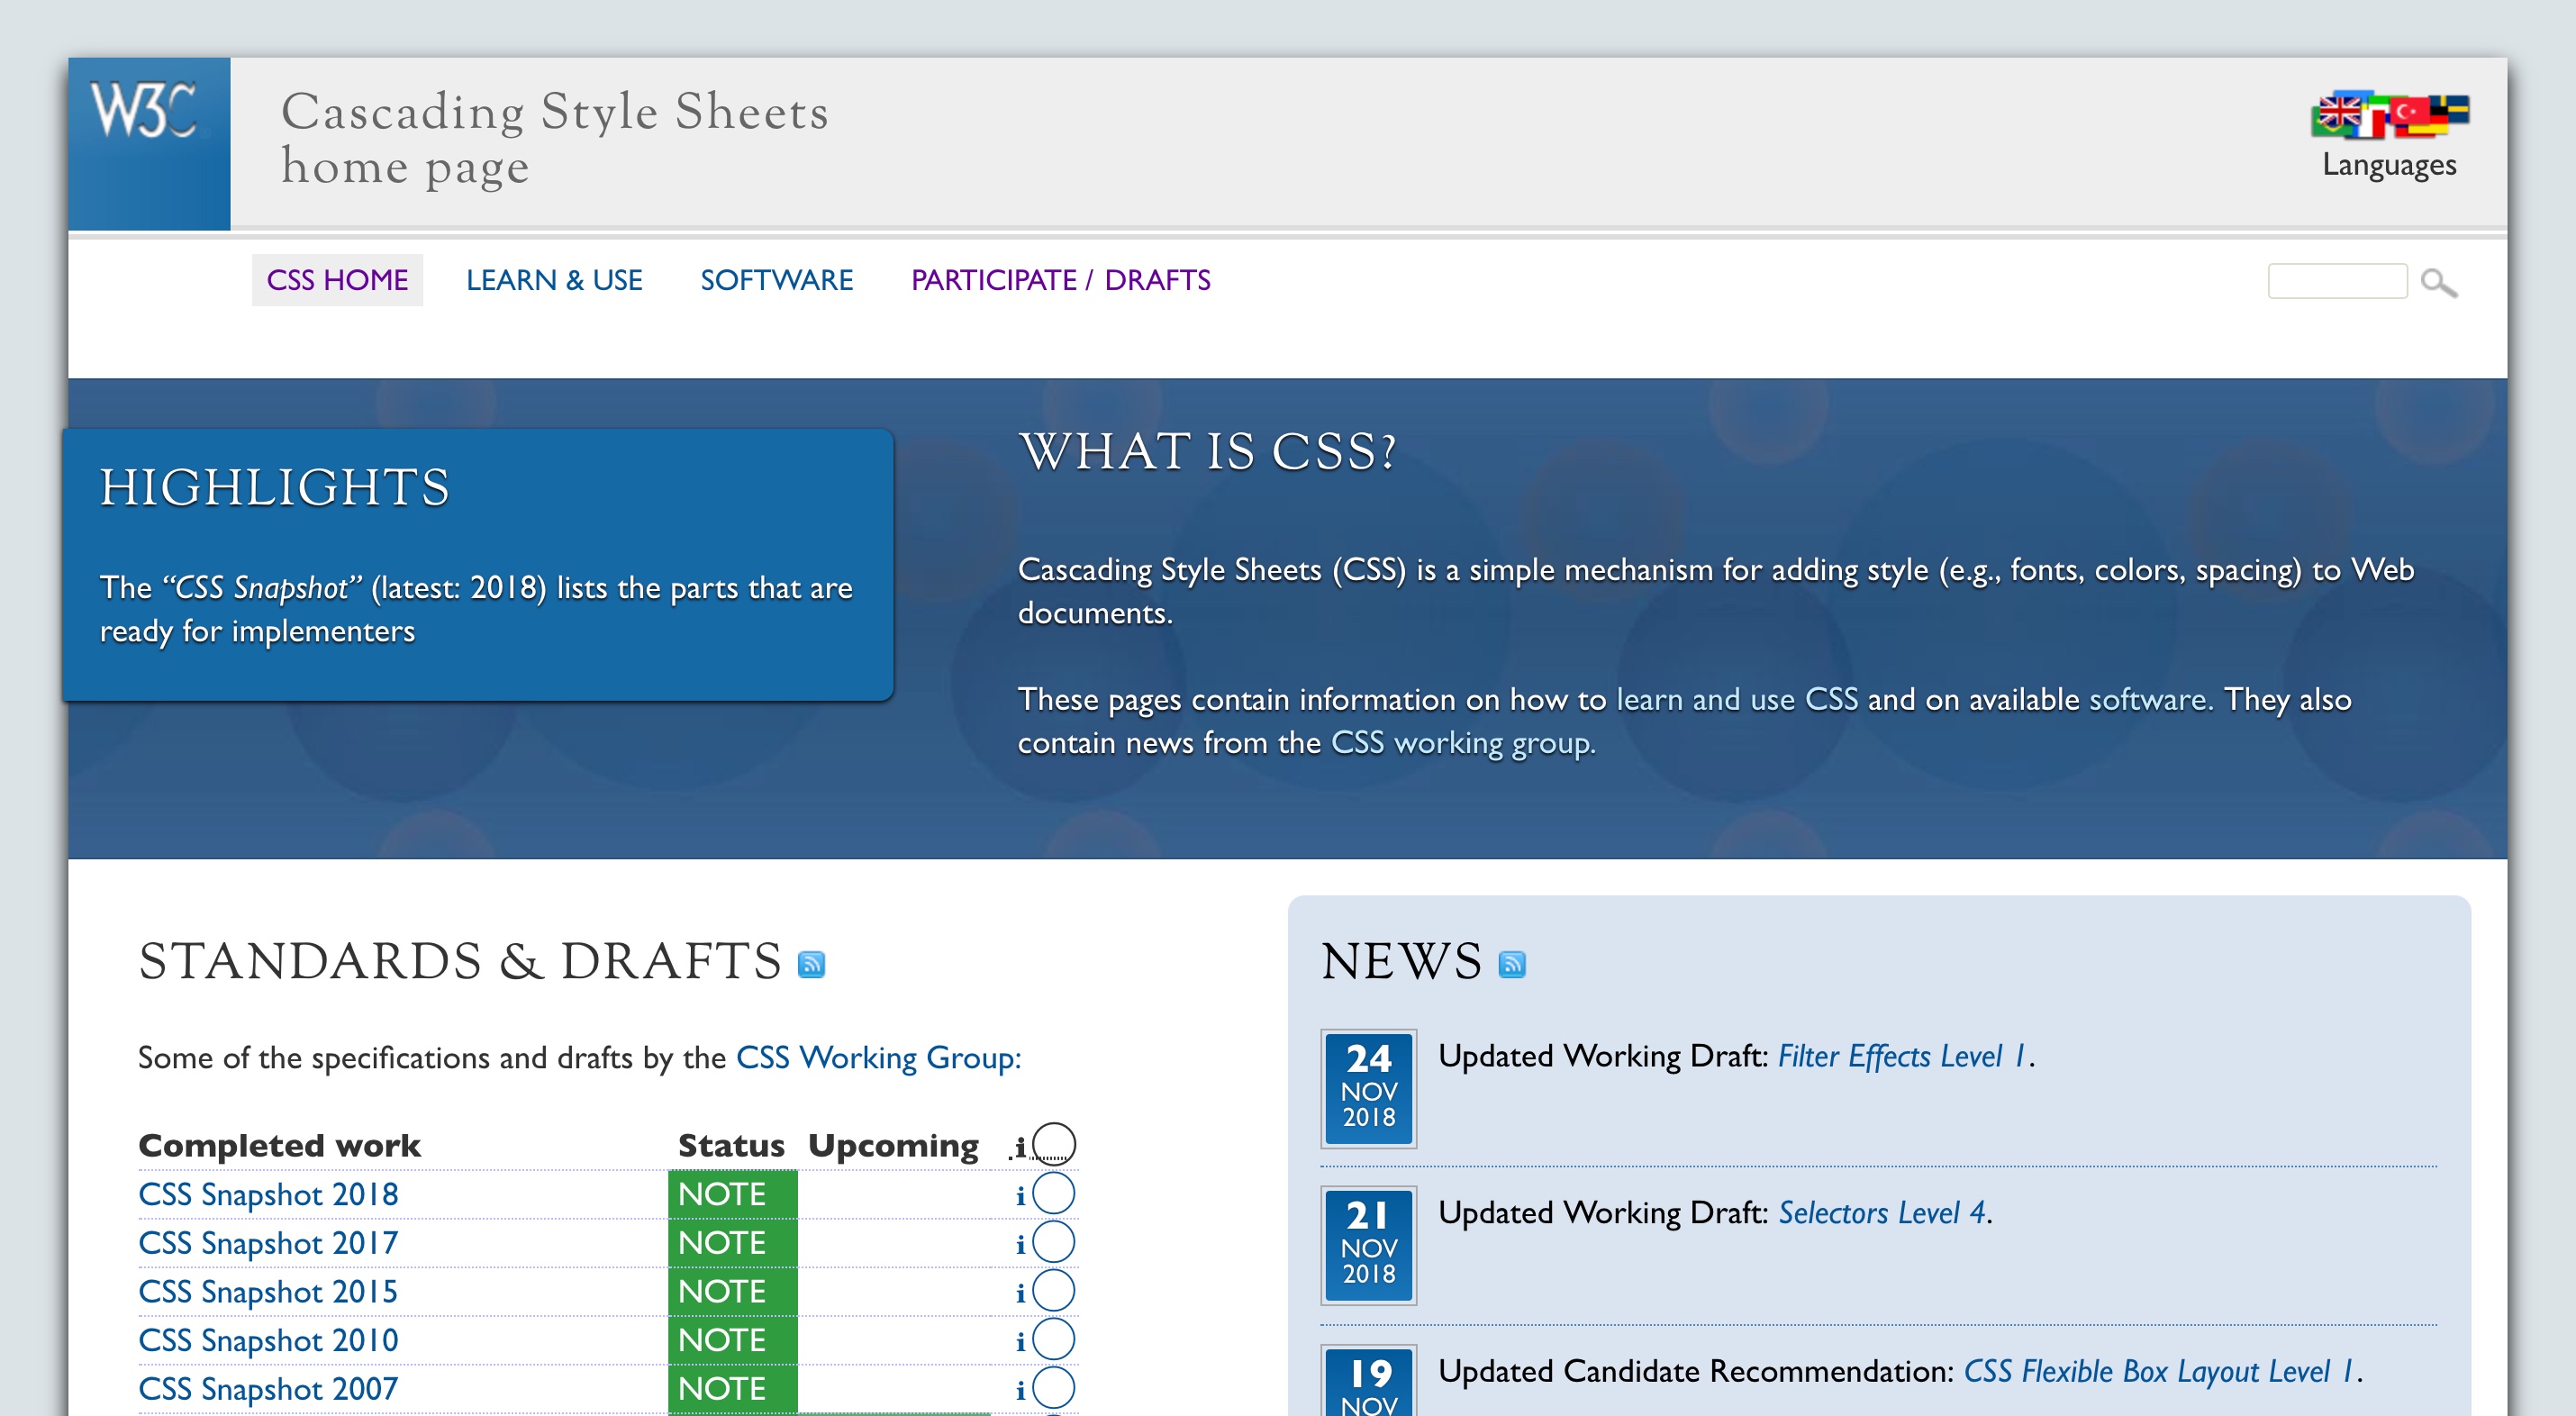 W3C
Cascading Style Sheets
home page
Languages
CSS HOME LEARN & USE SOFTWARE PARTICIPATE / DRAFTS
HIGHLIGHTS
The “CSS Snapshot” (latest: 2018) lists the parts that are
ready for implementers
WHAT IS CSS?
Cascading Style Sheets (CSS) is a simple mechanism for adding style (e.g., fonts, colors, spacing) to Web
documents.
These pages contain information on how to learn and use CSS and on available software. They also
contain news from the CSS working group.
STANDARDS & DRAFTS
Some of the specifications and drafts by the CSS Working Group:
Completed work Status Upcoming i
CSS Snapshot 2018 NOTE i
CSS Snapshot 2017 NOTE i
CSS Snapshot 2015 NOTE i
CSS Snapshot 2010 NOTE i
CSS Snapshot 2007 NOTE i
NEWS
24
NOV
2018
Updated Working Draft: Filter Effects Level 1.
21
NOV
2018
Updated Working Draft: Selectors Level 4.
19
NOV
Updated Candidate Recommendation: CSS Flexible Box Layout Level 1.